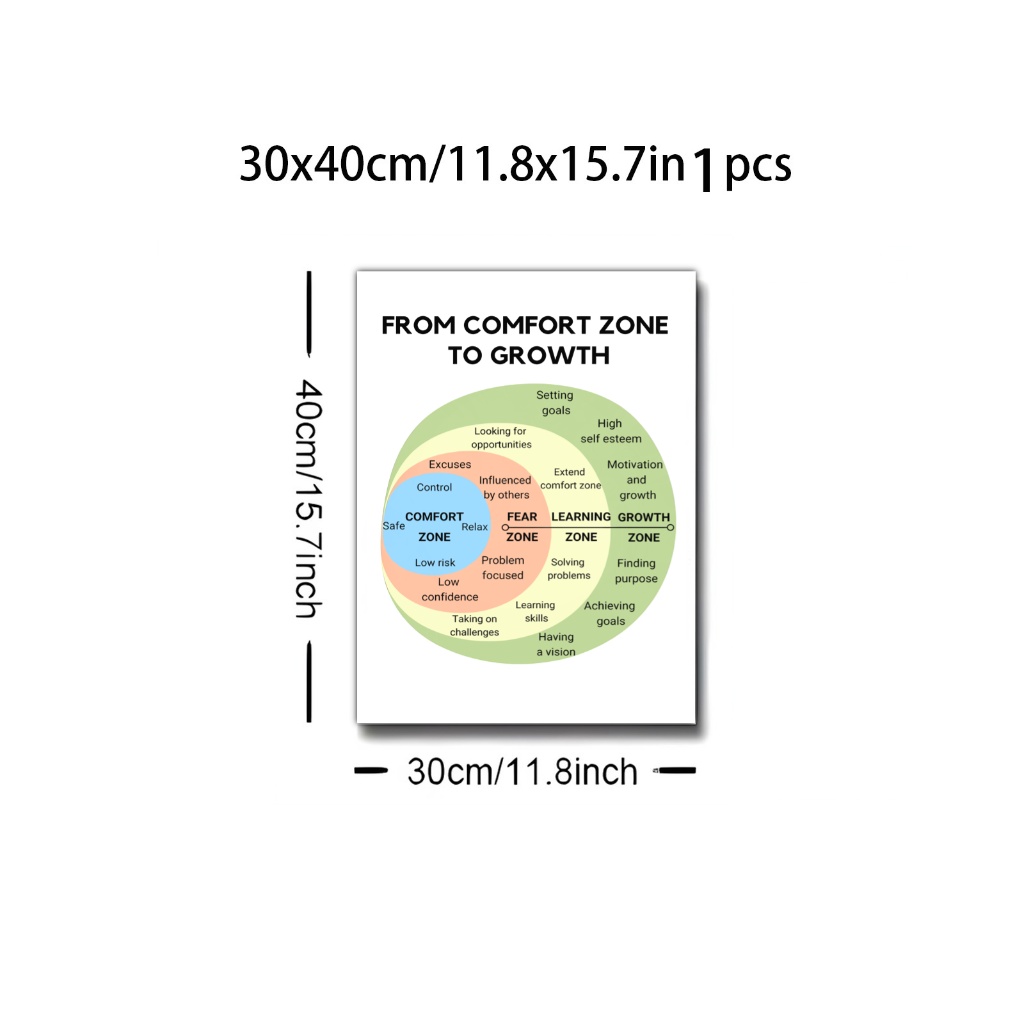 30x40cm/11.8x15.7in 1 pcs
40cm/15.7inch
FROM COMFORT ZONE
TO GROWTH
Setting
goals
High
self esteem
Looking for
opportunities
Motivation
and
growth
Excuses
Extend
comfort zone
Influenced
by others
Control
COMFORT
ZONE
Safe
Relax
FEAR
ZONE
LEARNING
ZONE
GROWTH
ZONE
Low risk
Problem
focused
Solving
problems
Finding
purpose
Low
confidence
Learning
skills
Achieving
goals
Taking on
challenges
Having
a vision
30cm/11.8inch